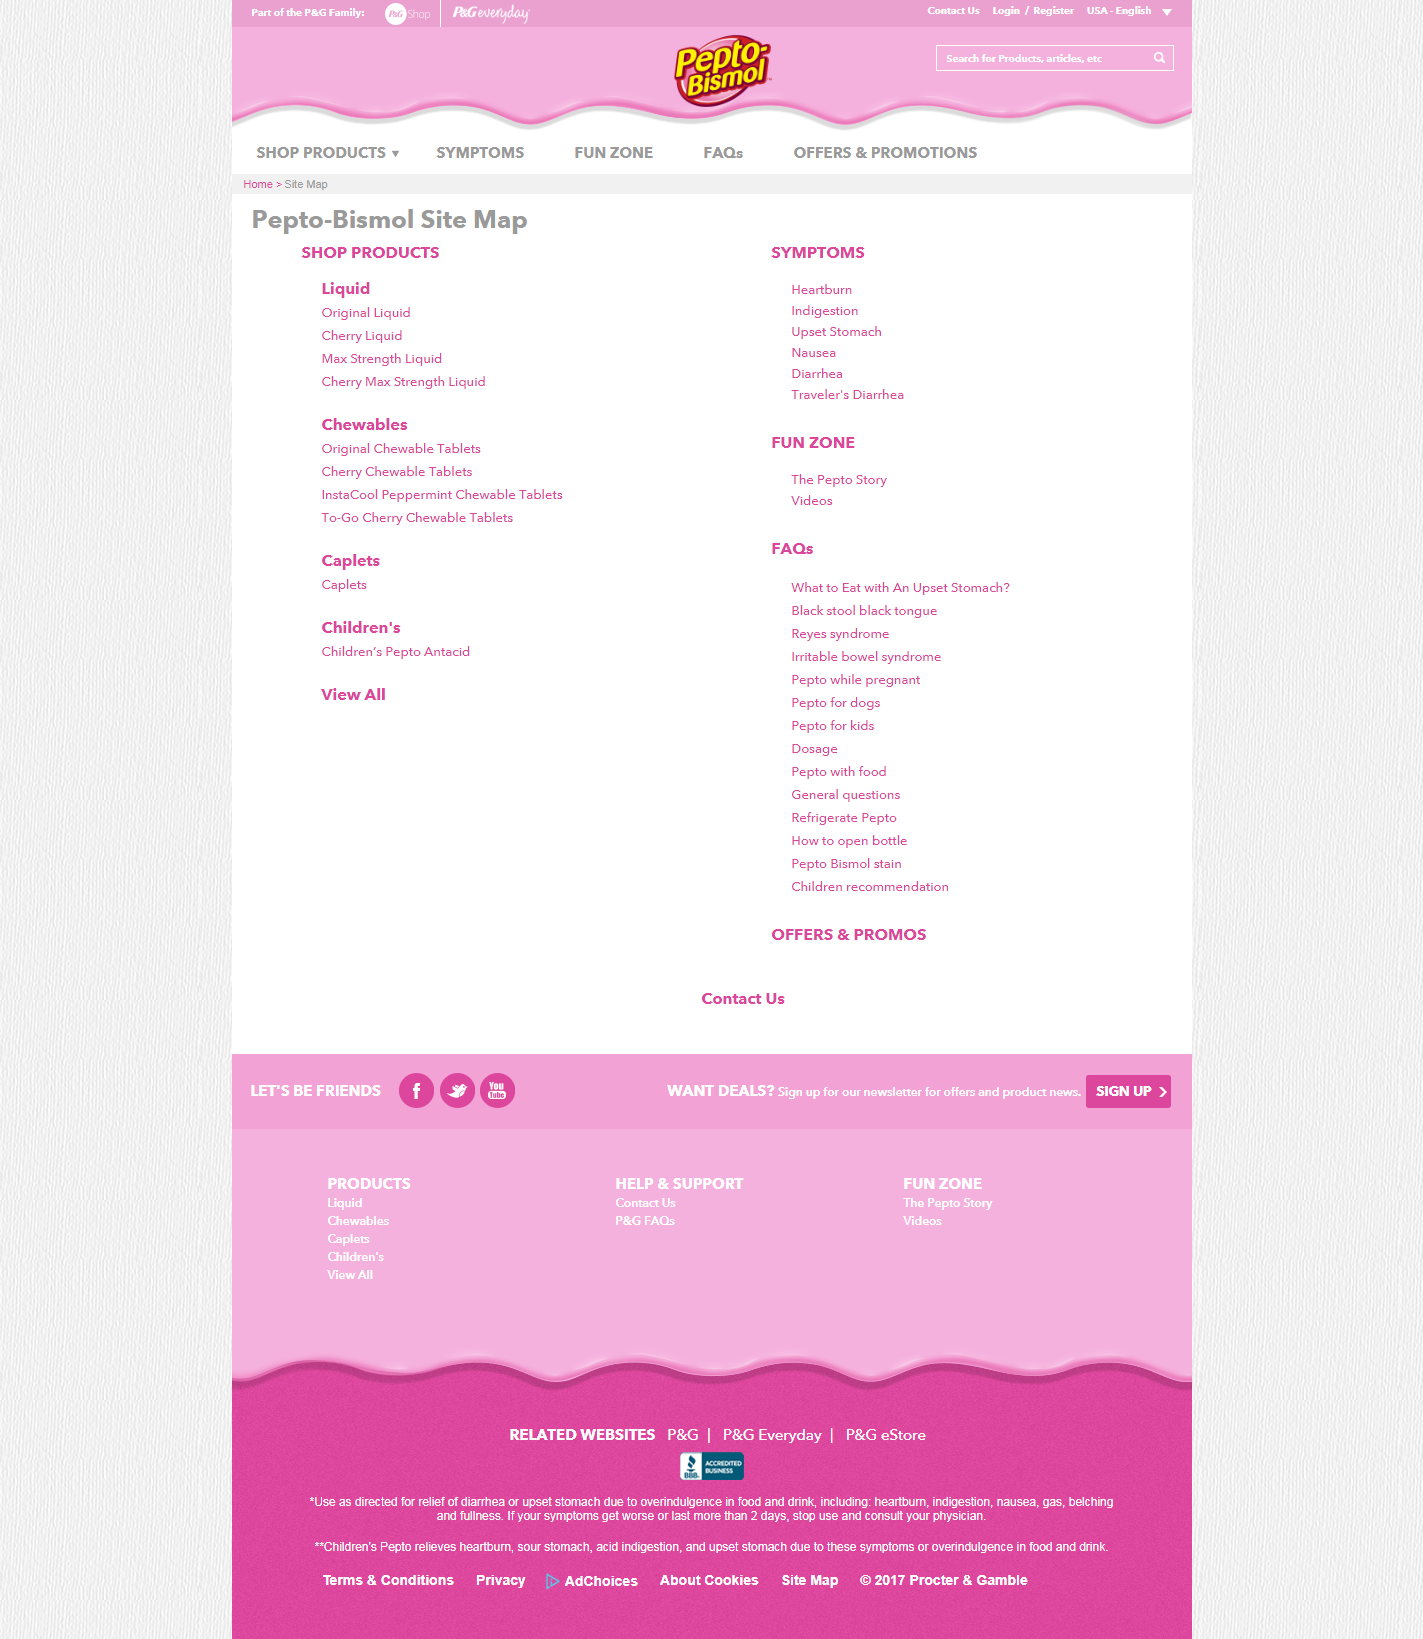 Part of the P&G Family:
P&G Shop
P&G everyday
Contact Us
Login / Register
USA - English
Pepto-
Bismol
Search for Products, articles, etc
SHOP PRODUCTS
SYMPTOMS
FUN ZONE
FAQs
OFFERS & PROMOTIONS
Home > Site Map
Pepto-Bismol Site Map
SHOP PRODUCTS
Liquid
Original Liquid
Cherry Liquid
Max Strength Liquid
Cherry Max Strength Liquid
Chewables
Original Chewable Tablets
Cherry Chewable Tablets
InstaCool Peppermint Chewable Tablets
To-Go Cherry Chewable Tablets
Caplets
Caplets
Children's
Children's Pepto Antacid
View All
SYMPTOMS
Heartburn
Indigestion
Upset Stomach
Nausea
Diarrhea
Traveler's Diarrhea
FUN ZONE
The Pepto Story
Videos
FAQs
What to Eat with An Upset Stomach?
Black stool black tongue
Reyes syndrome
Irritable bowel syndrome
Pepto while pregnant
Pepto for dogs
Pepto for kids
Dosage
Pepto with food
General questions
Refrigerate Pepto
How to open bottle
Pepto Bismol stain
Children recommendation
OFFERS & PROMOS
Contact Us
LET'S BE FRIENDS
You Tube
WANT DEALS? Sign up for our newsletter for offers and product news.
SIGN UP
PRODUCTS
Liquid
Chewables
Caplets
Children's
View All
HELP & SUPPORT
Contact Us
P&G FAQs
FUN ZONE
The Pepto Story
Videos
RELATED WEBSITES P&G | P&G Everyday | P&G eStore
BBB ACCREDITED BUSINESS
*Use as directed for relief of diarrhea or upset stomach due to overindulgence in food and drink, including: heartburn, indigestion, nausea, gas, belching
and fullness. If your symptoms get worse or last more than 2 days, stop use and consult your physician.
**Children's Pepto relieves heartburn, sour stomach, acid indigestion, and upset stomach due to these symptoms or overindulgence in food and drink.
Terms & Conditions
Privacy
AdChoices
About Cookies
Site Map
© 2017 Procter & Gamble